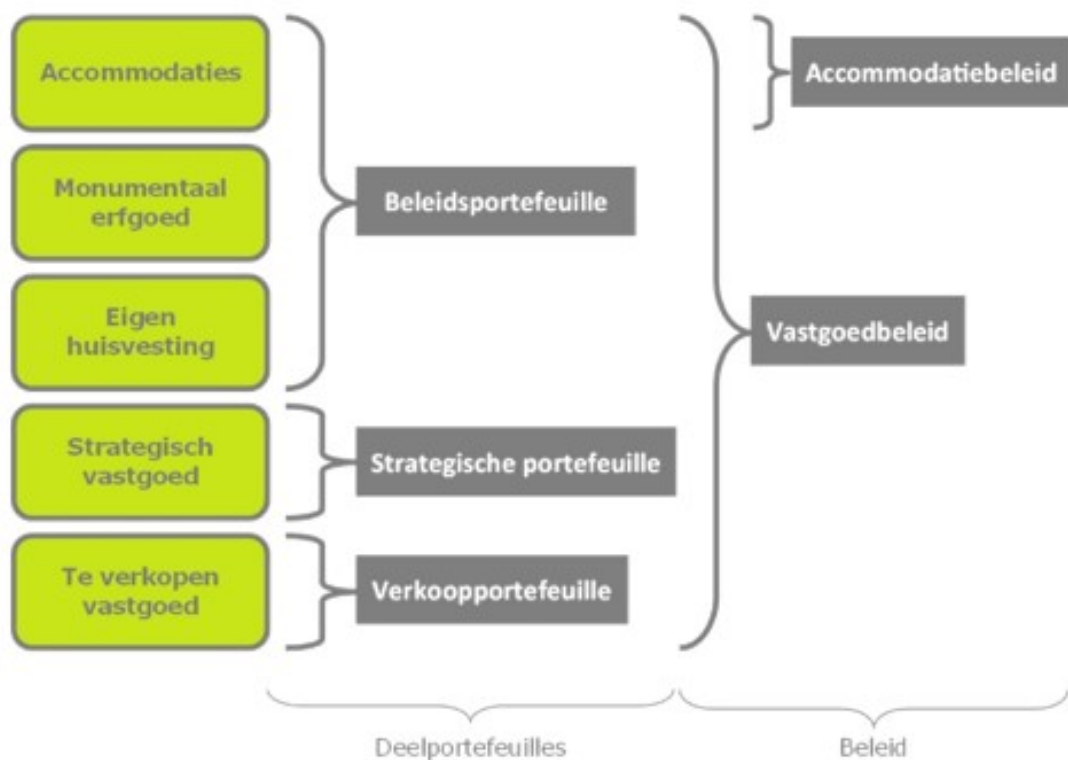 Accommodaties
Monumentaal
erfgoed
Eigen
huisvesting
Strategisch
vastgoed
Te verkopen
vastgoed
Beleidsportefeuille
Strategische portefeuille
Verkoopportefeuille
Accommodatiebeleid
Vastgoedbeleid
Deelportefeuilles
Beleid